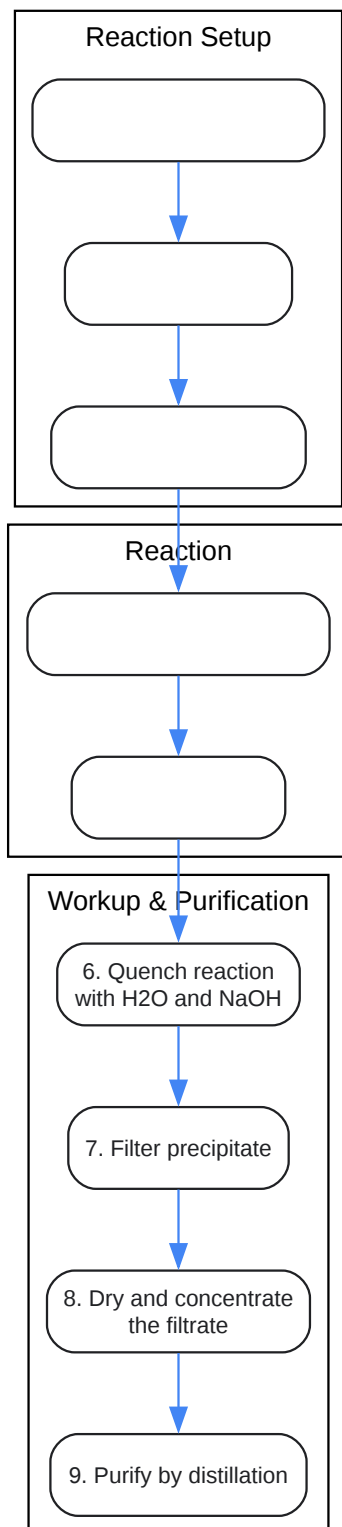 Reaction Setup
Reaction
Workup & Purification
6. Quench reaction
with H2O and NaOH
7. Filter precipitate
8. Dry and concentrate
the filtrate
9. Purify by distillation